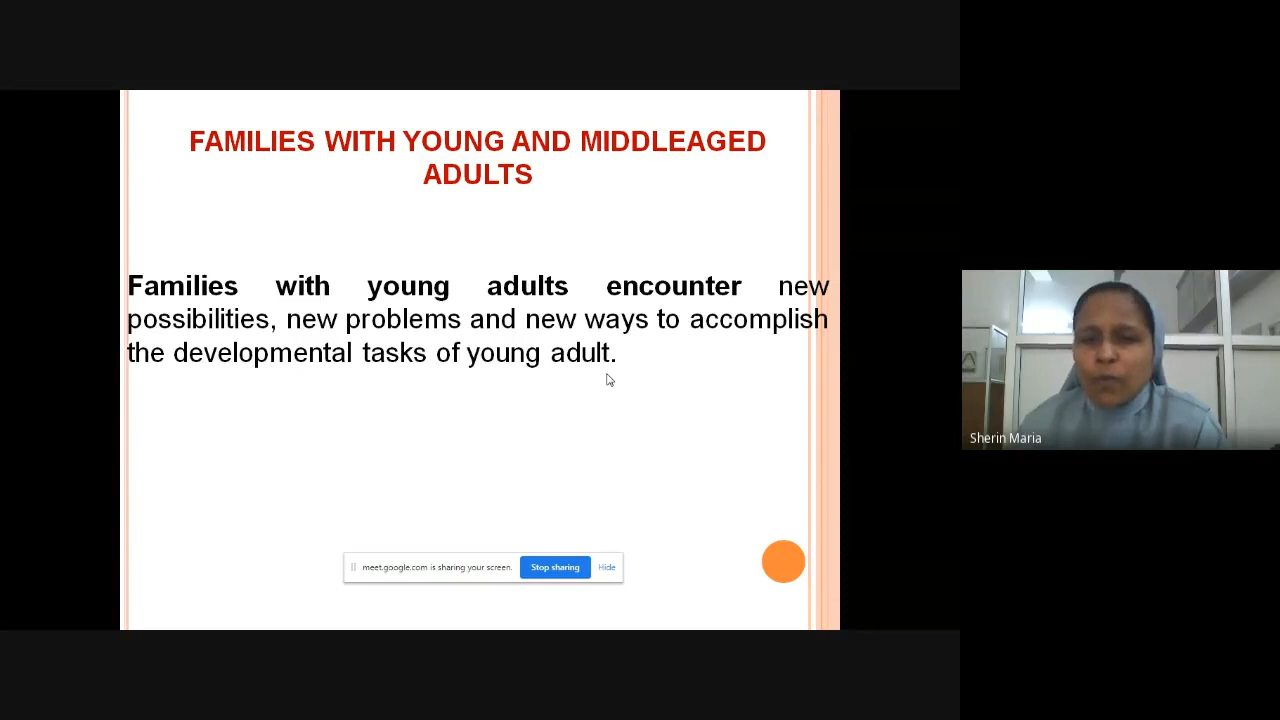 FAMILIES WITH YOUNG AND MIDDLEAGED
ADULTS
Families with young adults encounter new
possibilities, new problems and new ways to accomplish
the developmental tasks of young adult.
meet.google.com is sharing your screen.
Stop sharing
Hide
Sherin Maria